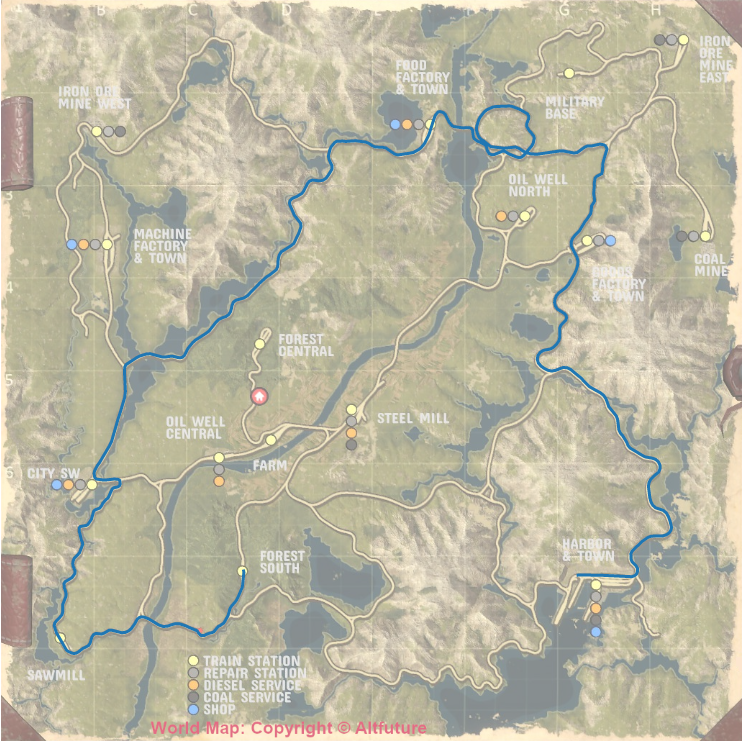 A B C D E F G H
FOOD
FACTORY
& TOWN
IRON
ORE
MINE
EAST
IRON ORE
MINE WEST
MILITARY
BASE
OIL WELL
NORTH
3
MACHINE
FACTORY
& TOWN
COAL
MINE
GOODS
FACTORY
& TOWN
4
FOREST
CENTRAL
5
OIL WELL
CENTRAL
STEEL MILL
FARM
6
CITY SW
HARBOR
& TOWN
FOREST
SOUTH
SAWMILL
TRAIN STATION
REPAIR STATION
DIESEL SERVICE
COAL SERVICE
SHOP
World Map: Copyright © Altfuture